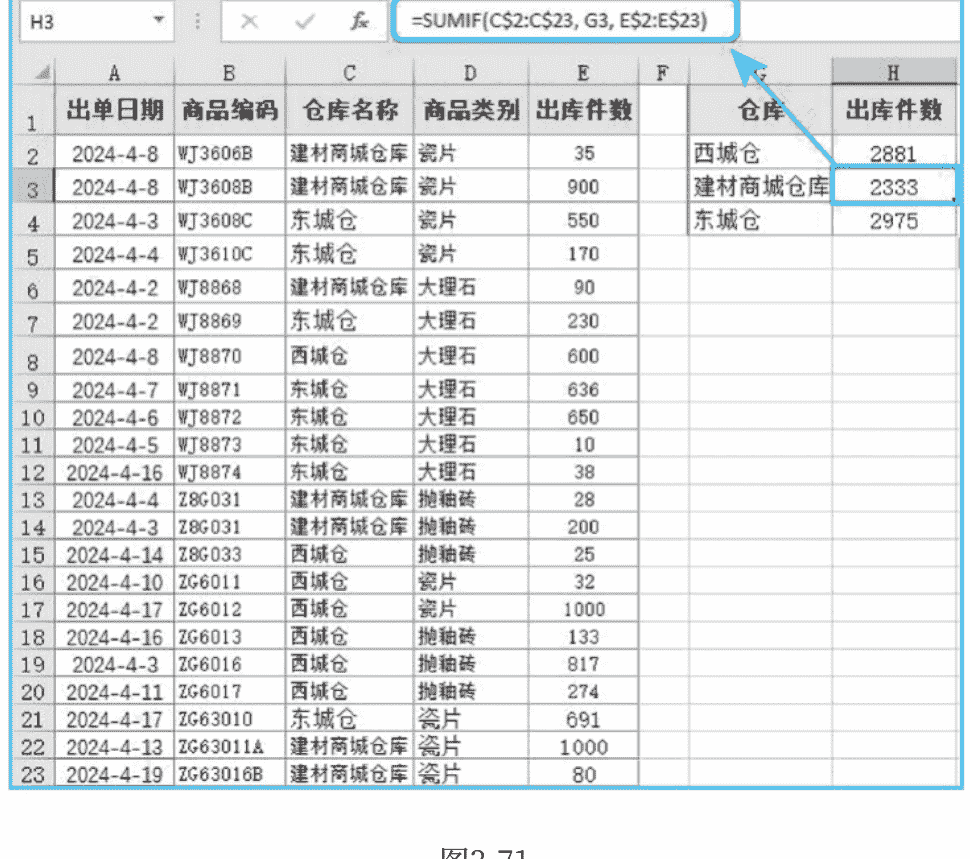 H3 fx =SUMIF(C$2:C$23, G3, E$2:E$23)
A B C D E F G H
1 出单日期 商品编码 仓库名称 商品类别 出库件数 仓库 出库件数
2 2024-4-8 WJ3606B 建材商城仓库 瓷片 35 西城仓 2881
3 2024-4-8 WJ3608B 建材商城仓库 瓷片 900 建材商城仓库 2333
4 2024-4-3 WJ3608C 东城仓 瓷片 550 东城仓 2975
5 2024-4-4 WJ3610C 东城仓 瓷片 170
6 2024-4-2 WJ8868 建材商城仓库 大理石 90
7 2024-4-2 WJ8869 东城仓 大理石 230
8 2024-4-8 WJ8870 西城仓 大理石 600
9 2024-4-7 WJ8871 东城仓 大理石 636
10 2024-4-6 WJ8872 东城仓 大理石 650
11 2024-4-5 WJ8873 东城仓 大理石 10
12 2024-4-16 WJ8874 东城仓 大理石 38
13 2024-4-4 Z8G031 建材商城仓库 抛釉砖 28
14 2024-4-3 Z8G031 建材商城仓库 抛釉砖 200
15 2024-4-14 Z8G033 西城仓 抛釉砖 25
16 2024-4-10 ZG6011 西城仓 瓷片 32
17 2024-4-17 ZG6012 西城仓 瓷片 1000
18 2024-4-16 ZG6013 西城仓 抛釉砖 133
19 2024-4-3 ZG6016 西城仓 抛釉砖 817
20 2024-4-11 ZG6017 西城仓 抛釉砖 274
21 2024-4-17 ZG63010 东城仓 瓷片 691
22 2024-4-13 ZG63011A 建材商城仓库 瓷片 1000
23 2024-4-19 ZG63016B 建材商城仓库 瓷片 80
图2-71